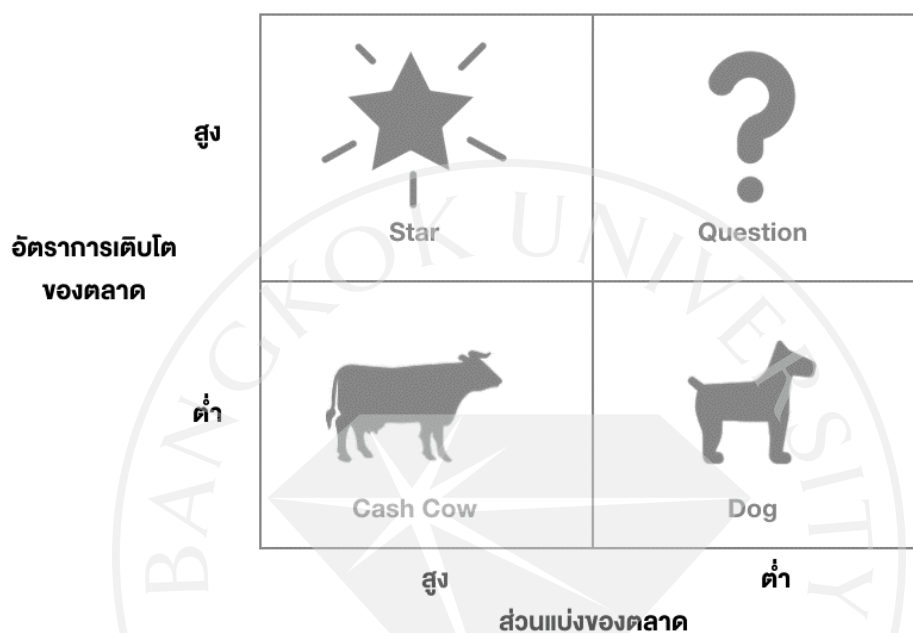 สูง
Star
Question
อัตราการเติบโต
ของตลาด
ต่ำ
Cash Cow
Dog
สูง
ต่ำ
ส่วนแบ่งของตลาด
BANGKOK UNIVERSITY